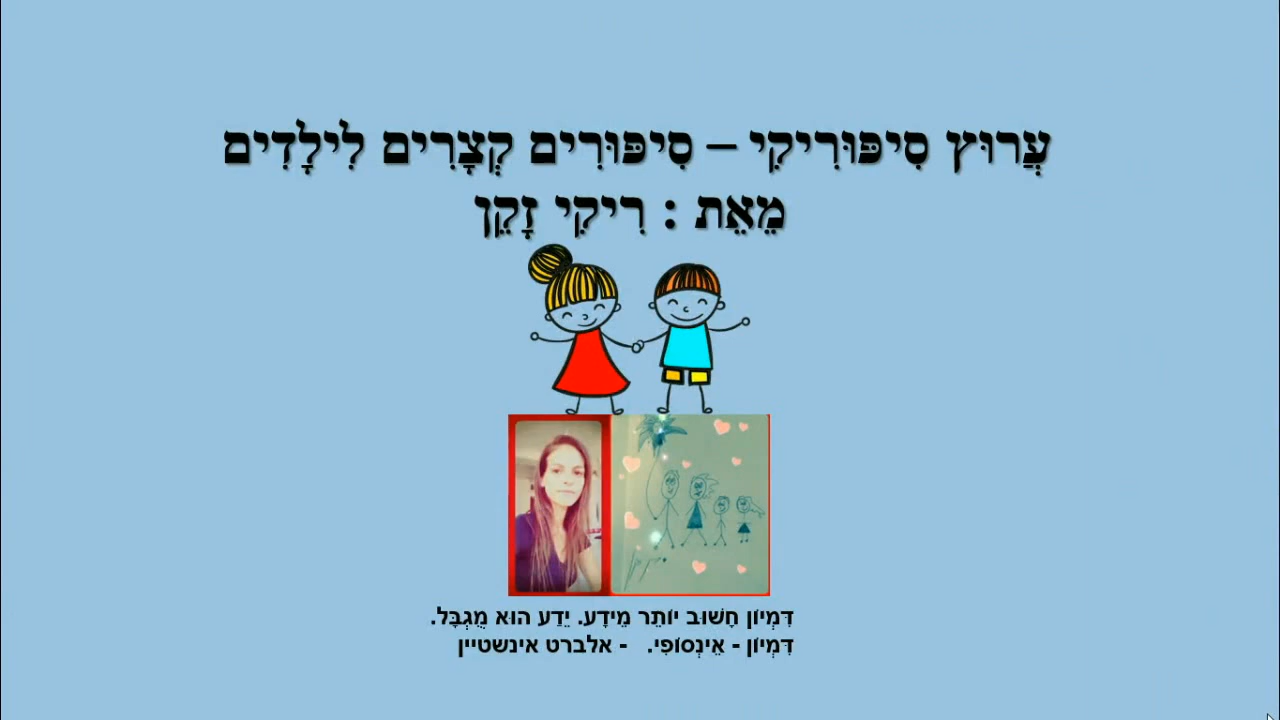 עֲרוּץ סִיפּוּרִיקִי – סִיפּוּרִים קְצָרִים לִילָדִים
מֵאֵת : רִיקִי זָקֵן
דִּמְיוֹן חָשׁוּב יוֹתֵר מֵידָע. יֵדַע הוּא מֻגְבָּל.
דִּמְיוֹן - אֵינְסוֹפִי. - אלברט אינשטיין